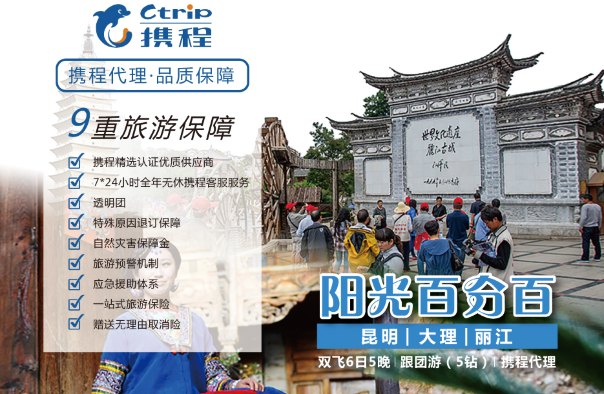 Ctrip
携程
携程代理·品质保障
9重旅游保障
携程精选认证优质供应商
7*24小时全年无休携程客服服务
透明团
特殊原因退订保障
自然灾害保障金
旅游预警机制
应急援助体系
一站式旅游保险
赠送无理由取消险
世界文化遗产
丽江古城
阳光百分百
昆明|大理|丽江
双飞6日5晚|跟团游（5钻）|携程代理